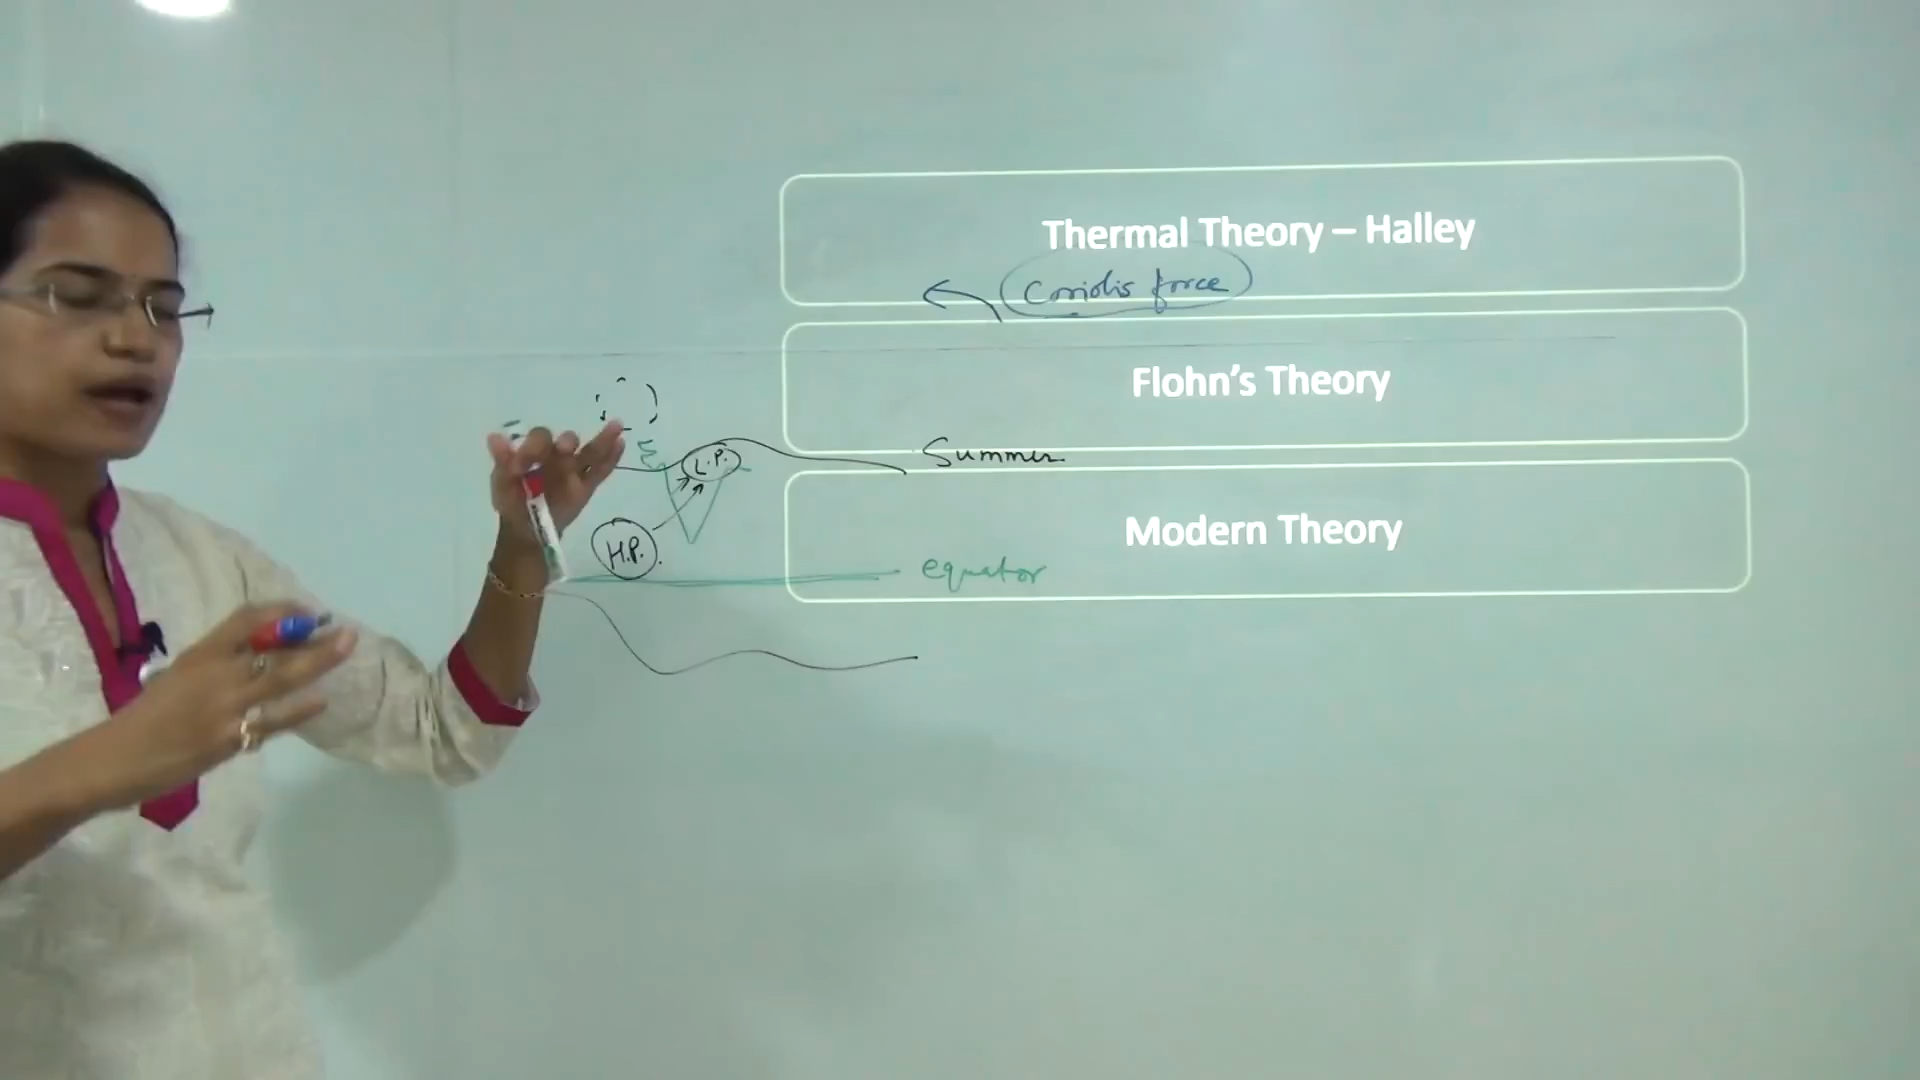 Thermal Theory – Halley
Coriolis force
Flohn's Theory
L.P.
Summer
H.P.
Modern Theory
equator